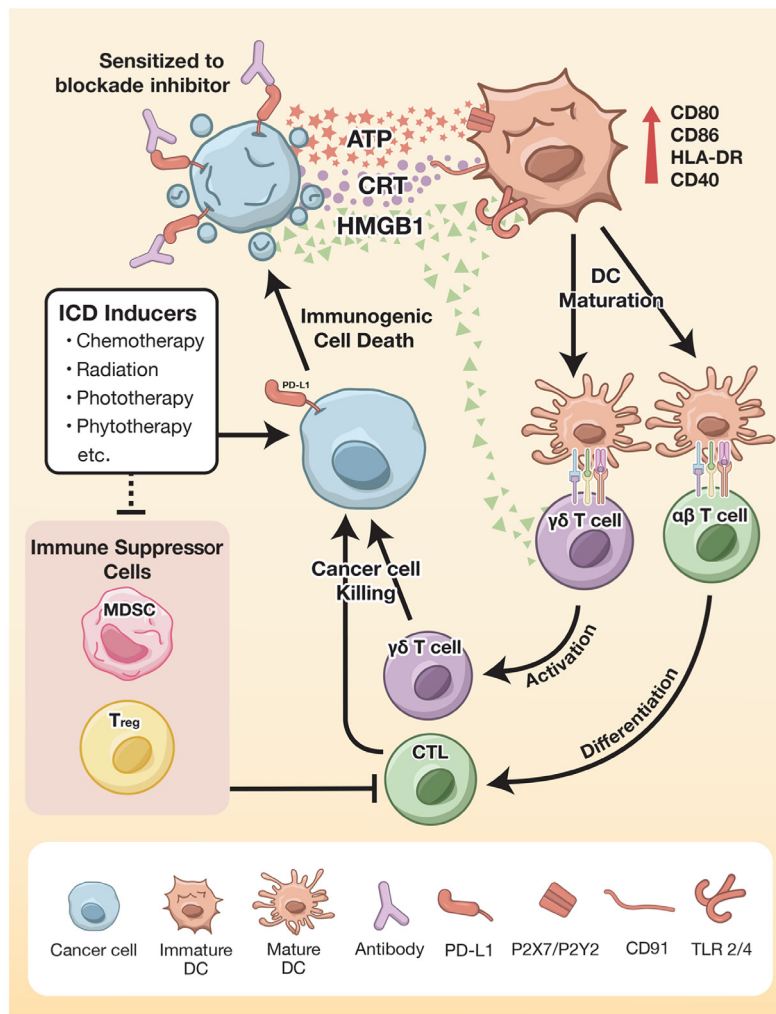 Sensitized to
blockade inhibitor
ATP
CRT
HMGB1
CD80
CD86
HLA-DR
CD40
DC
Maturation
ICD Inducers
· Chemotherapy
· Radiation
· Phototherapy
· Phytotherapy
etc.
Immunogenic
Cell Death
PD-L1
γδ T cell
αβ T cell
Immune Suppressor
Cells
MDSC
Treg
Cancer cell
Killing
γδ T cell
Activation
Differentiation
CTL
Cancer cell
Immature
DC
Mature
DC
Antibody
PD-L1
P2X7/P2Y2
CD91
TLR 2/4